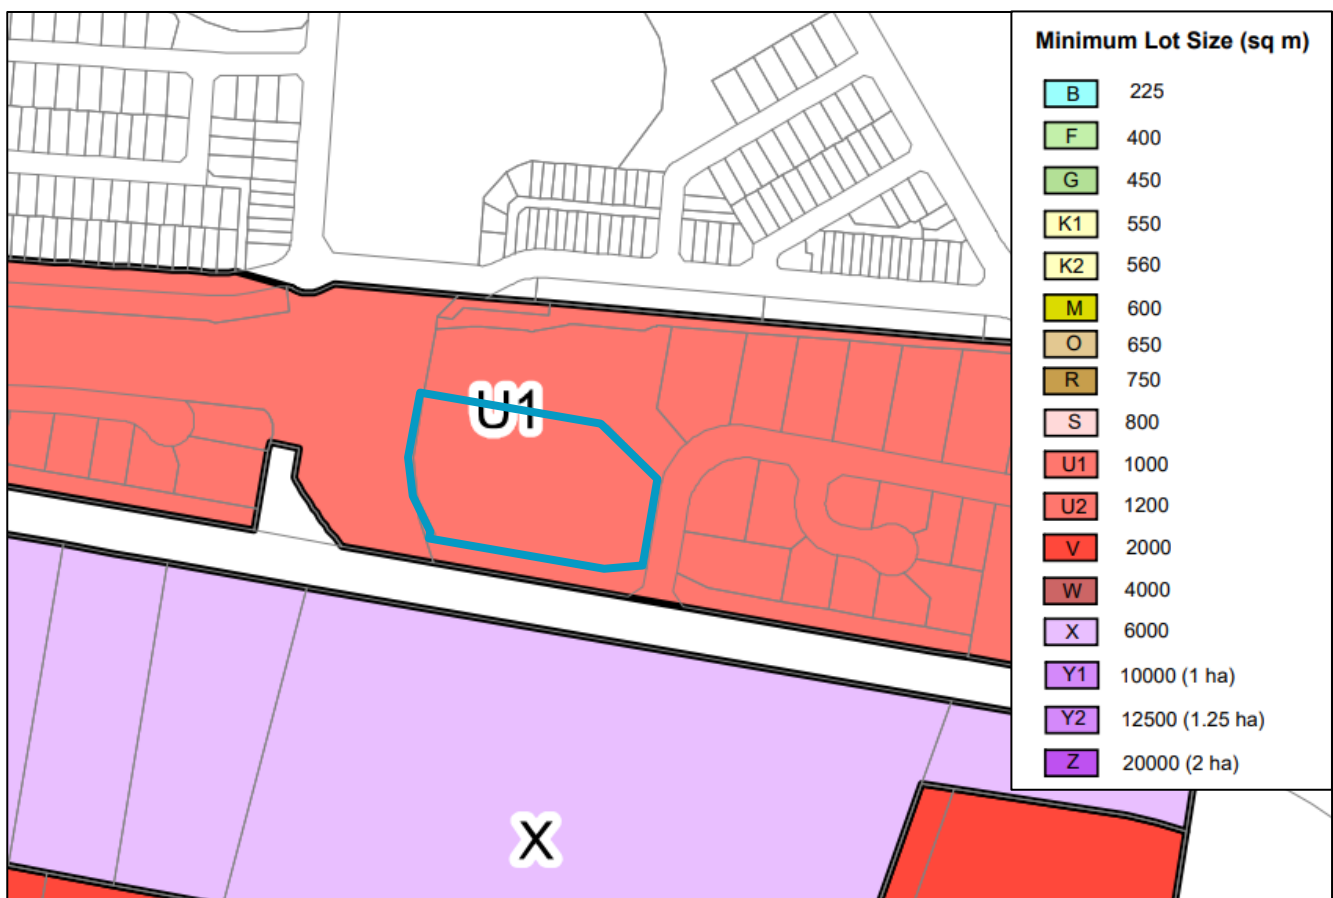 Minimum Lot Size (sq m)
B 225
F 400
G 450
K1 550
K2 560
M 600
O 650
R 750
S 800
U1 1000
U2 1200
V 2000
W 4000
X 6000
Y1 10000 (1 ha)
Y2 12500 (1.25 ha)
Z 20000 (2 ha)
U1
X